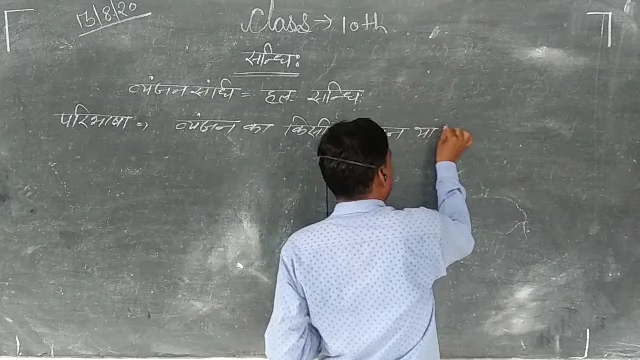 13/8/20
Class → 10th
सन्धिः
व्यंजन संधि = हल सन्धि
परिभाषा => व्यंजन का किसी